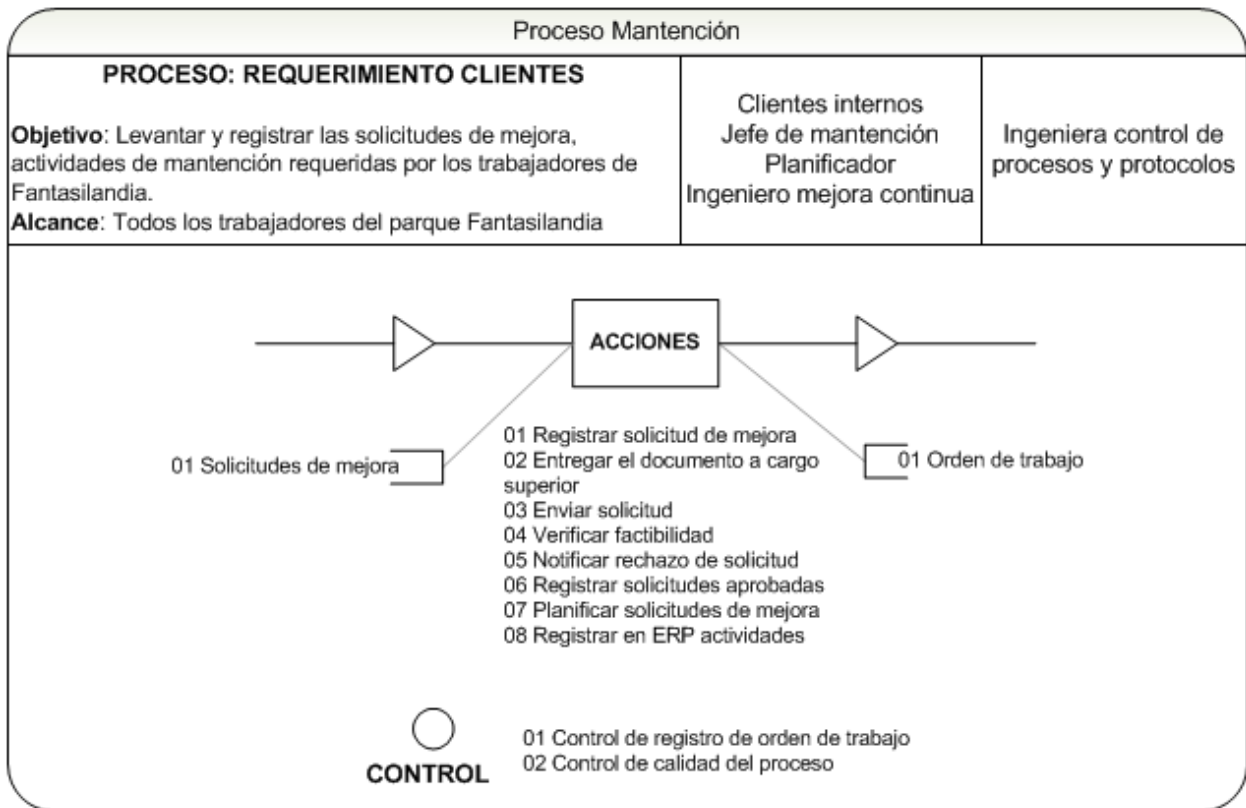 Proceso Mantención
PROCESO: REQUERIMIENTO CLIENTES
Objetivo: Levantar y registrar las solicitudes de mejora,
actividades de mantención requeridas por los trabajadores de
Fantasilandia.
Alcance: Todos los trabajadores del parque Fantasilandia
Clientes internos
Jefe de mantención
Planificador
Ingeniero mejora continua
Ingeniera control de
procesos y protocolos
ACCIONES
01 Solicitudes de mejora
01 Registrar solicitud de mejora
02 Entregar el documento a cargo
superior
03 Enviar solicitud
04 Verificar factibilidad
05 Notificar rechazo de solicitud
06 Registrar solicitudes aprobadas
07 Planificar solicitudes de mejora
08 Registrar en ERP actividades
01 Orden de trabajo
CONTROL
01 Control de registro de orden de trabajo
02 Control de calidad del proceso